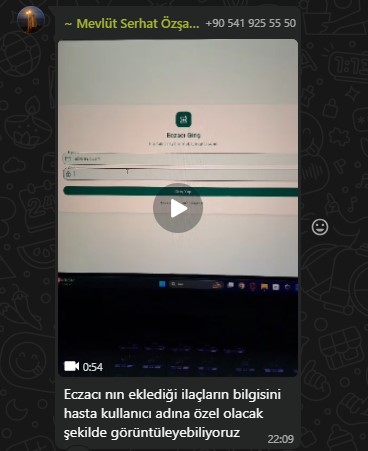 ~ Mevlüt Serhat Özşa... +90 541 925 55 50
Eczacı Giriş
0:54
Eczacı nın eklediği ilaçların bilgisini
hasta kullanıcı adına özel olacak
şekilde görüntüleyebiliyoruz
22:09